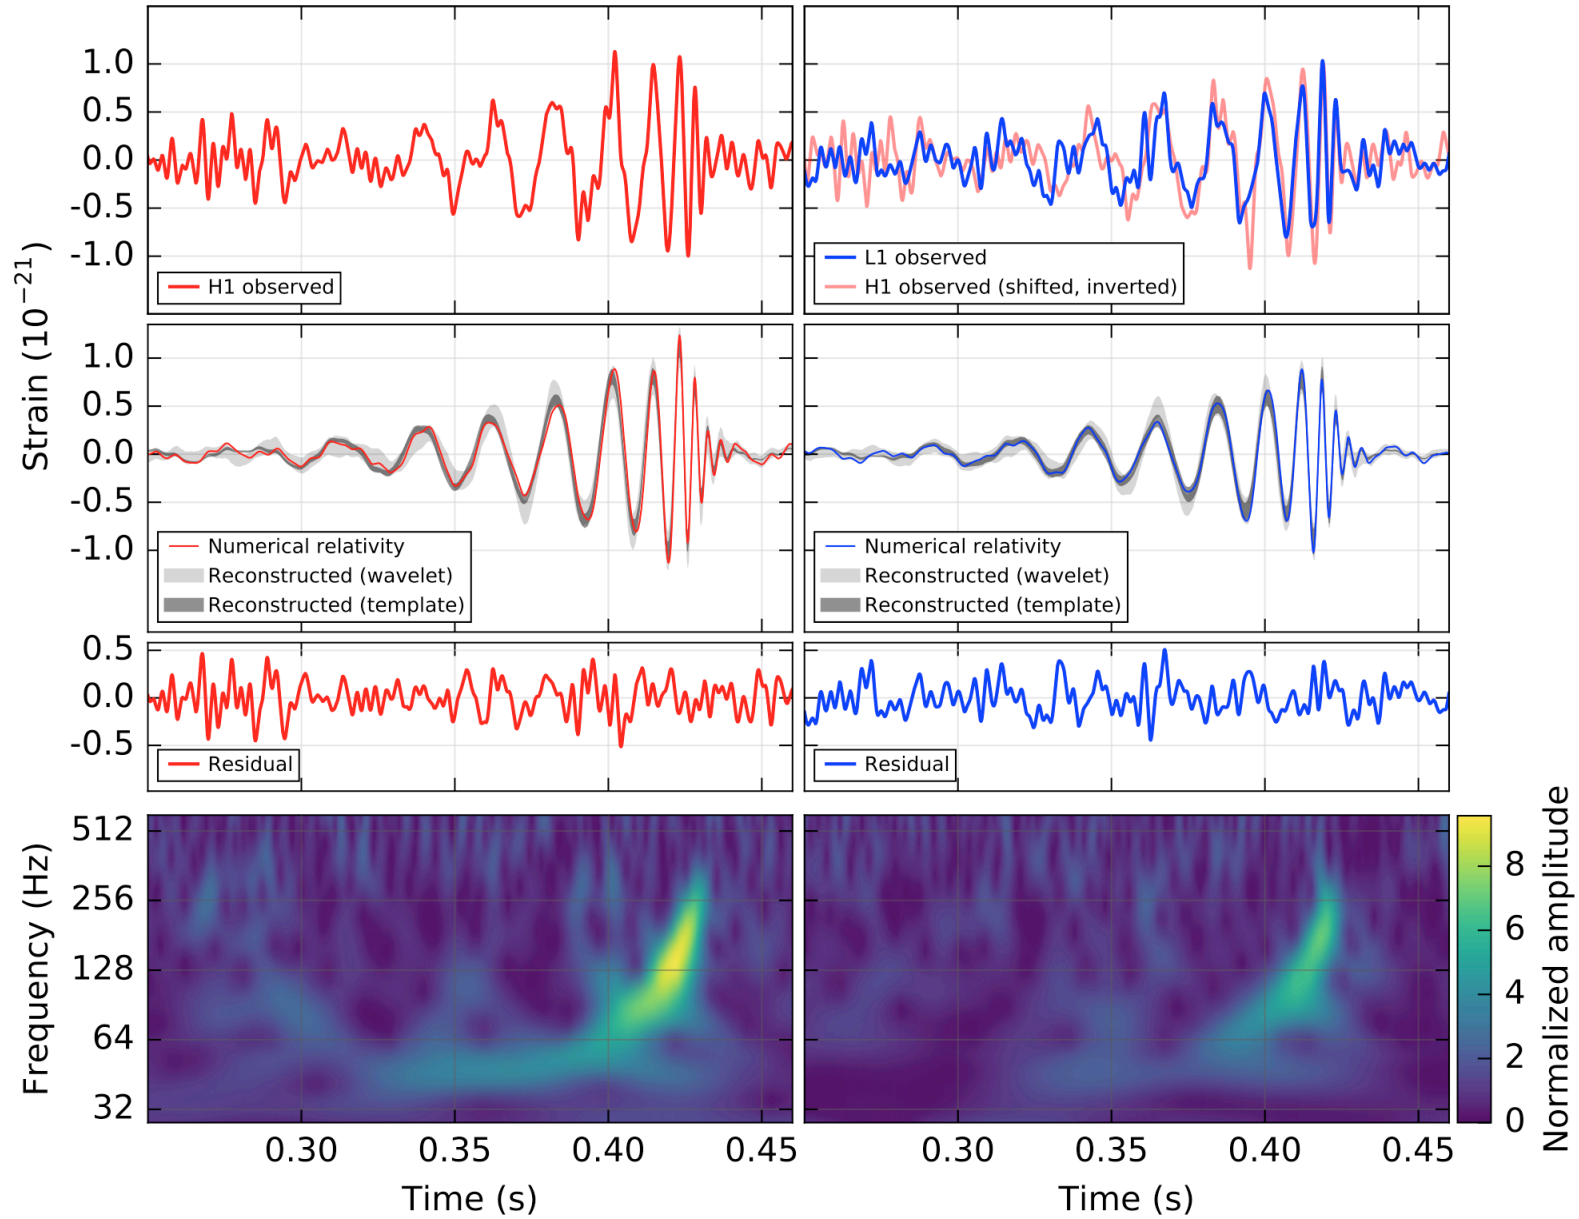 Strain (10⁻²¹)
1.0
0.5
0.0
-0.5
-1.0
H1 observed
L1 observed
H1 observed (shifted, inverted)
1.0
0.5
0.0
-0.5
-1.0
Numerical relativity
Reconstructed (wavelet)
Reconstructed (template)
Numerical relativity
Reconstructed (wavelet)
Reconstructed (template)
0.5
0.0
-0.5
Residual
Residual
Frequency (Hz)
512
256
128
64
32
0.30
0.35
0.40
0.45
Time (s)
0.30
0.35
0.40
0.45
Time (s)
Normalized amplitude
8
6
4
2
0